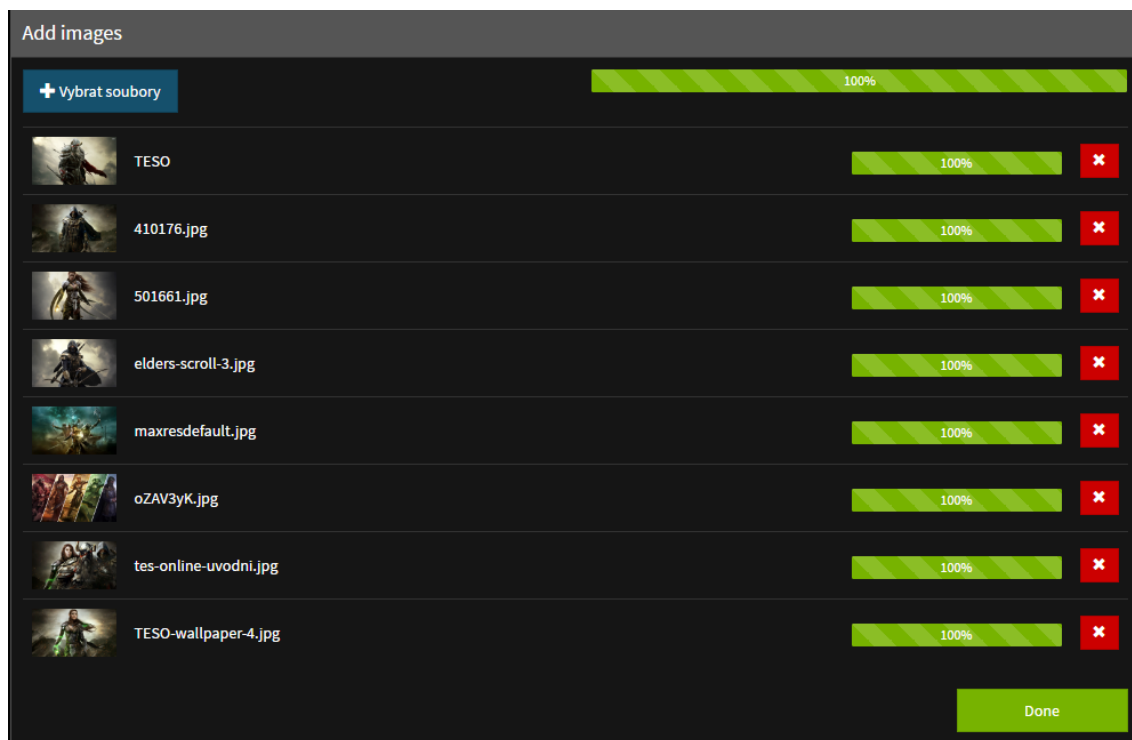 Add images
Vybrat soubory
100%
TESO
100%
410176.jpg
100%
501661.jpg
100%
elders-scroll-3.jpg
100%
maxresdefault.jpg
100%
oZAV3yK.jpg
100%
tes-online-uvodni.jpg
100%
TESO-wallpaper-4.jpg
100%
Done